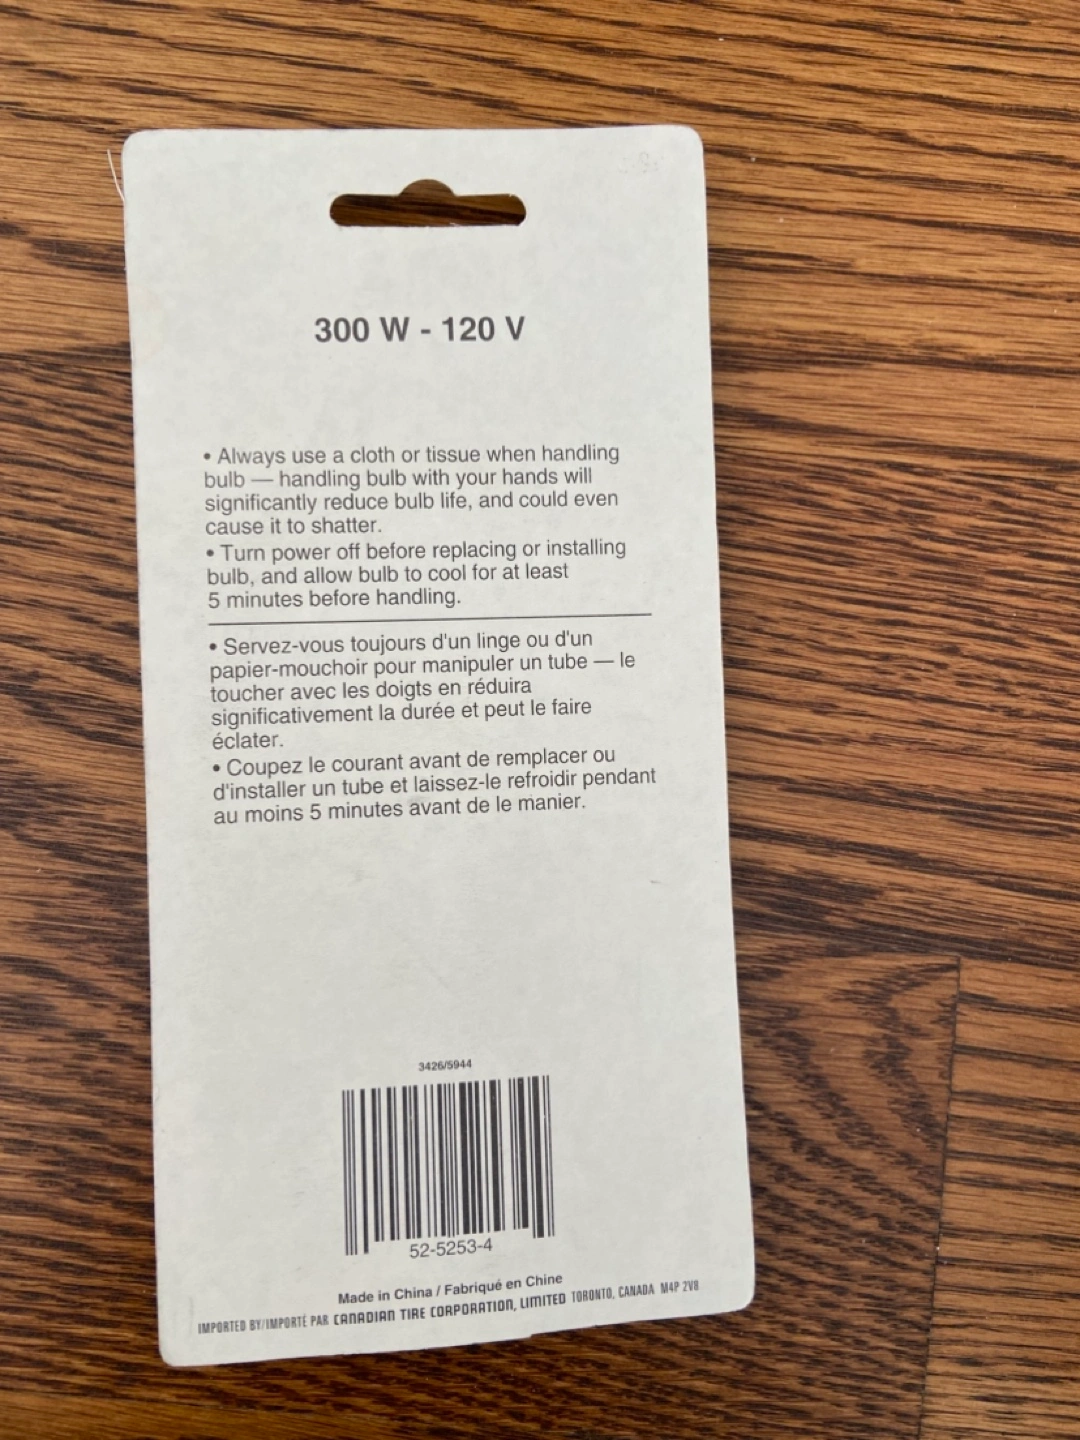 300 W - 120 V
• Always use a cloth or tissue when handling
bulb — handling bulb with your hands will
significantly reduce bulb life, and could even
cause it to shatter.
• Turn power off before replacing or installing
bulb, and allow bulb to cool for at least
5 minutes before handling.
• Servez-vous toujours d'un linge ou d'un
papier-mouchoir pour manipuler un tube — le
toucher avec les doigts en réduira
significativement la durée et peut le faire
éclater.
• Coupez le courant avant de remplacer ou
d'installer un tube et laissez-le refroidir pendant
au moins 5 minutes avant de le manier.
3426/5944
52-5253-4
Made in China / Fabriqué en Chine
IMPORTED BY/IMPORTÉ PAR CANADIAN TIRE CORPORATION, LIMITED TORONTO, CANADA M4P 2V8